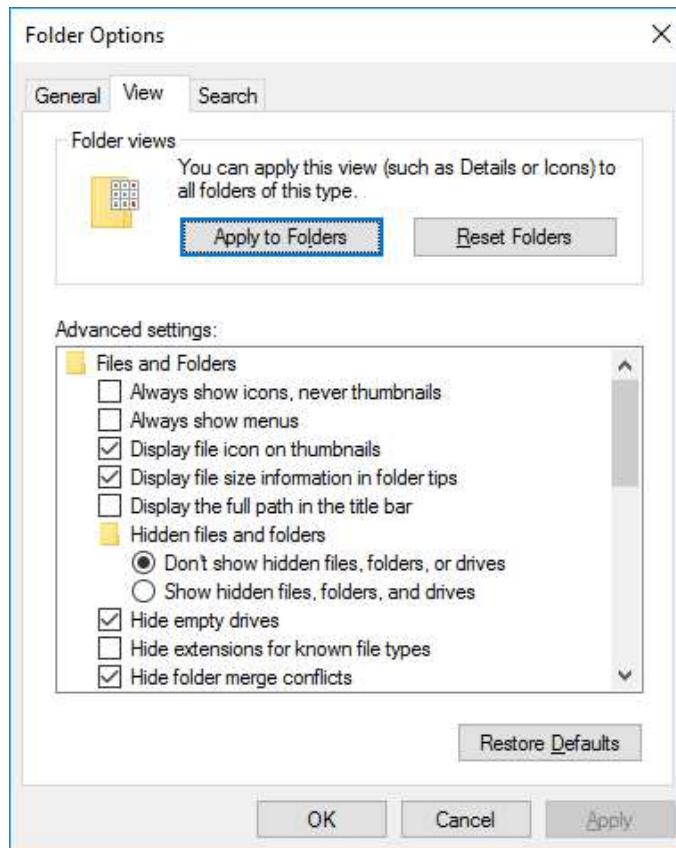 Folder Options
General View Search
Folder views
You can apply this view (such as Details or Icons) to
all folders of this type.
Apply to Folders Reset Folders
Advanced settings:
Files and Folders
Always show icons, never thumbnails
Always show menus
Display file icon on thumbnails
Display file size information in folder tips
Display the full path in the title bar
Hidden files and folders
Don't show hidden files, folders, or drives
Show hidden files, folders, and drives
Hide empty drives
Hide extensions for known file types
Hide folder merge conflicts
Restore Defaults
OK Cancel Apply